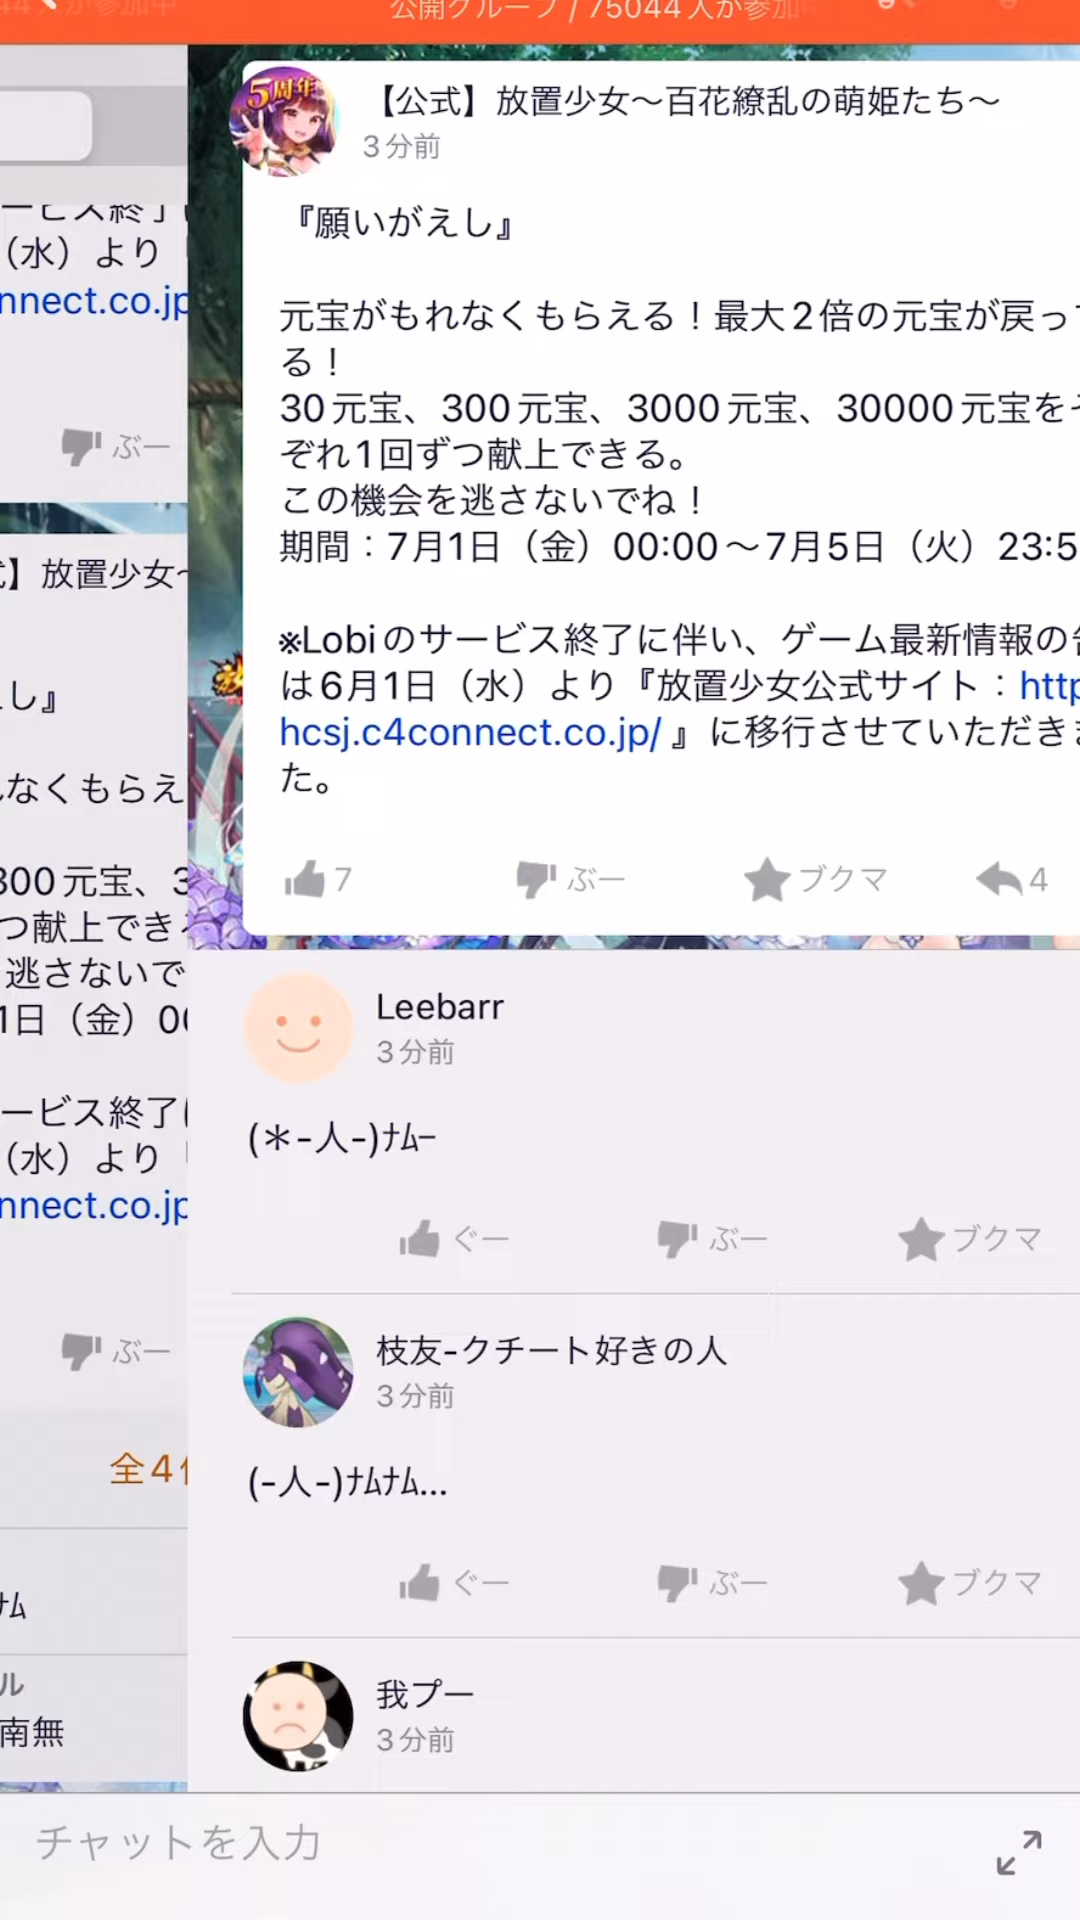 公開グループ / 75044人が参加中
【公式】放置少女〜百花繚乱の萌姫たち〜
3分前
『願いがえし』
元宝がもれなくもらえる！最大2倍の元宝が戻って
る！
30元宝、300元宝、3000元宝、30000元宝をそ
ぞれ1回ずつ献上できる。
この機会を逃さないでね！
期間：7月1日（金）00:00〜7月5日（火）23:5
※Lobiのサービス終了に伴い、ゲーム最新情報の告
は6月1日（水）より『放置少女公式サイト：http
hcsj.c4connect.co.jp/ 』に移行させていただきま
た。
7
ぶー
ブクマ
4
Leebarr
3分前
(＊-人-)ﾅﾑｰ
ぐー
ぶー
ブクマ
枝友-クチート好きの人
3分前
(-人-)ﾅﾑﾅﾑ...
ぐー
ぶー
ブクマ
我プー
3分前
ービス終了
（水）より
nnect.co.jp
ぶー
】放置少女〜
し』
なくもらえ
300元宝、3
つ献上でき
逃さないで
1日（金）0
ービス終了
（水）より
nnect.co.jp
ぶー
全4
ﾅﾑ
ル
南無
チャットを入力